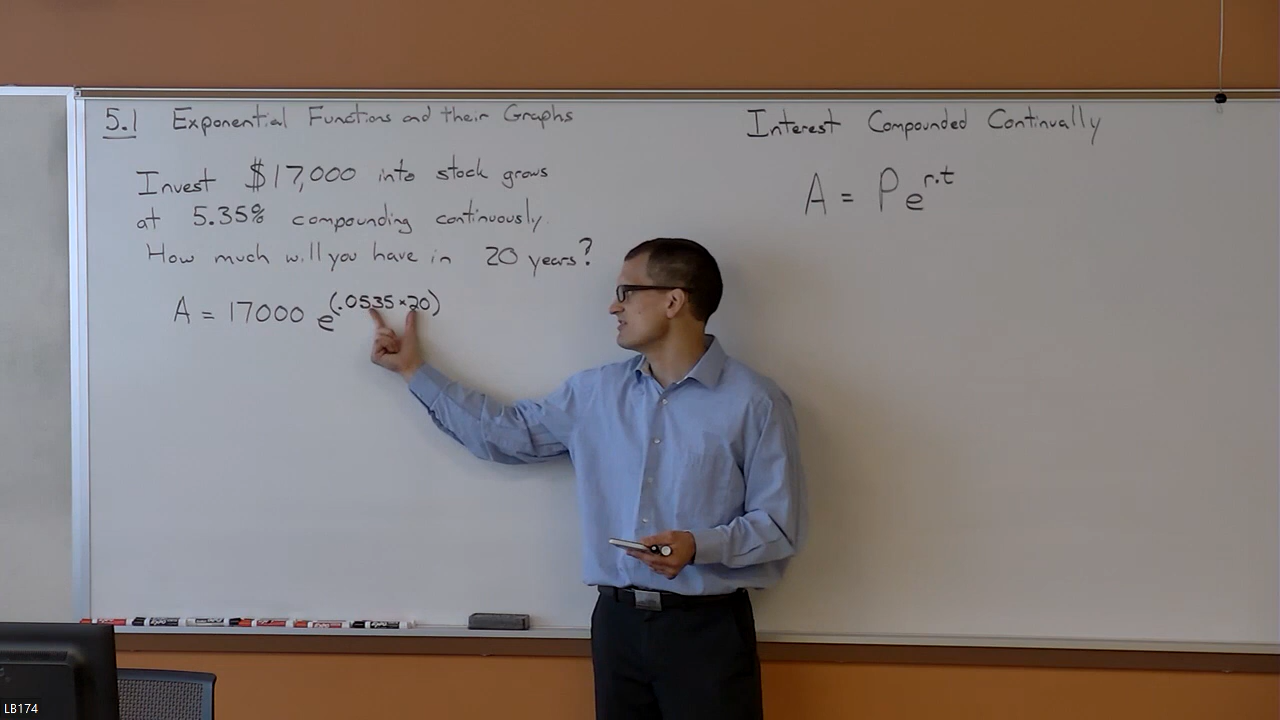 5.1 Exponential Functions and their Graphs
Invest $17,000 into stock grows
at 5.35% compounding continuously.
How much will you have in 20 years?
A = 17000 e^(.0535×20)
Interest Compounded Continually
A = Pe^r.t
LB174